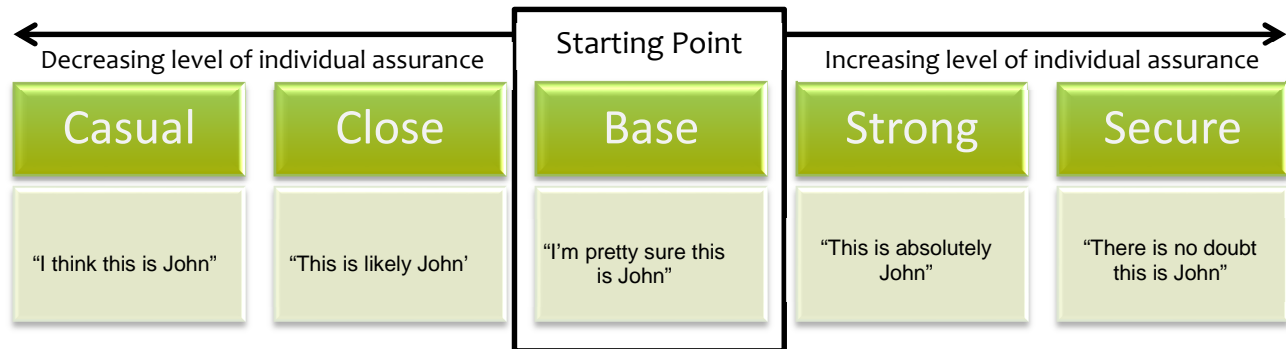 Starting Point
Decreasing level of individual assurance
Increasing level of individual assurance
Casual
Close
Base
Strong
Secure
“I think this is John”
“This is likely John’
“I’m pretty sure this
is John”
“This is absolutely
John”
“There is no doubt
this is John”